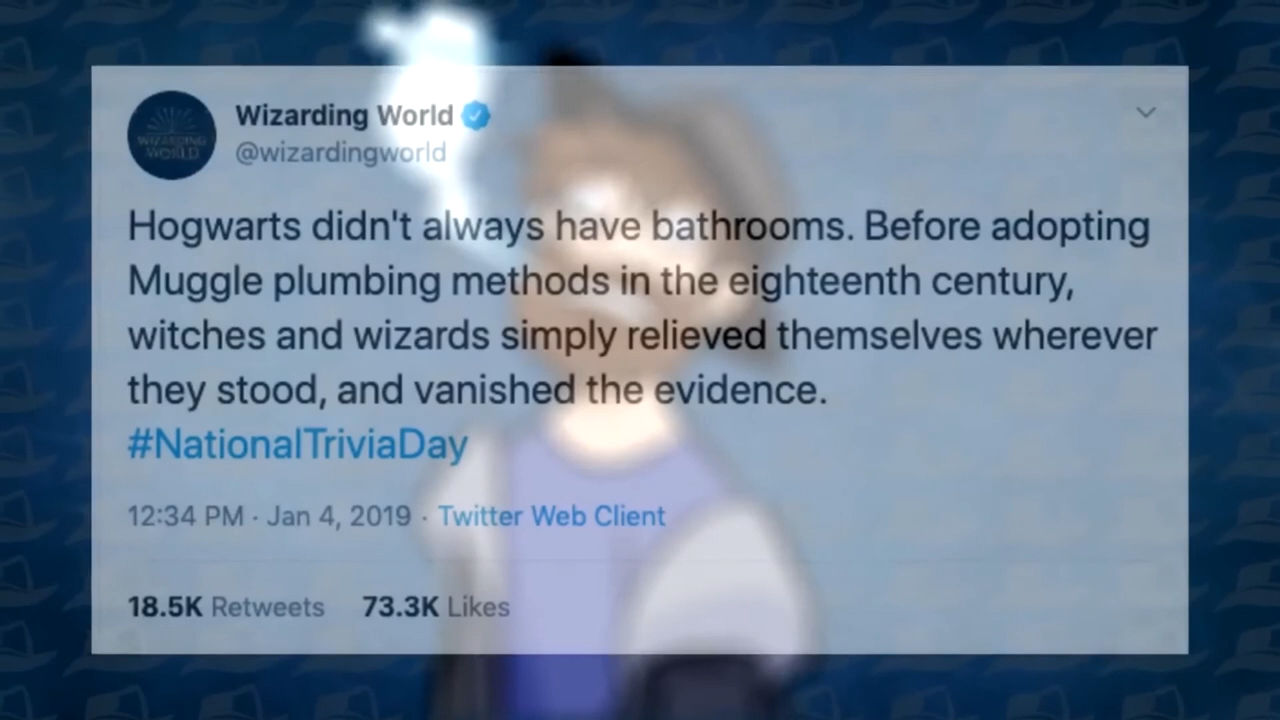 Wizarding World
@wizardingworld
WIZARDING
WORLD
Hogwarts didn't always have bathrooms. Before adopting
Muggle plumbing methods in the eighteenth century,
witches and wizards simply relieved themselves wherever
they stood, and vanished the evidence.
#NationalTriviaDay
12:34 PM · Jan 4, 2019 · Twitter Web Client
18.5K Retweets 73.3K Likes